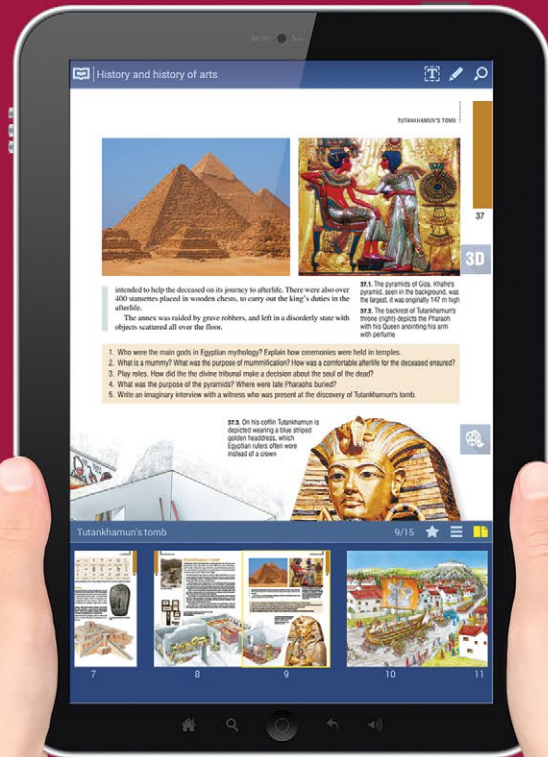 History and history of arts
TUTANKHAMUN'S TOMB
37
3D
intended to help the deceased on its journey to afterlife. There were also over
400 statuettes placed in wooden chests, to carry out the king's duties in the
afterlife.
The annex was raided by grave robbers, and left in a disorderly state with
objects scattered all over the floor.
37.1. The pyramids of Giza, Khafre's
pyramid, seen in the background, was
the largest, it was originally 147 m high
37.2. The backrest of Tutankhamun's
throne (right) depicts the Pharaoh
with his Queen anointing his arm
with perfume
1. Who were the main gods in Egyptian mythology? Explain how ceremonies were held in temples.
2. What is a mummy? What was the purpose of mummification? How was a comfortable afterlife for the deceased ensured?
3. Play roles. How did the the divine tribunal make a decision about the soul of the dead?
4. What was the purpose of the pyramids? Where were late Pharaohs buried?
5. Write an imaginary interview with a witness who was present at the discovery of Tutankhamun's tomb.
37.3. On his coffin Tutankhamun is
depicted wearing a blue striped
golden headdress, which
Egyptian rulers often wore
instead of a crown
Tutankhamun's tomb
9/15
7
8
9
10
11